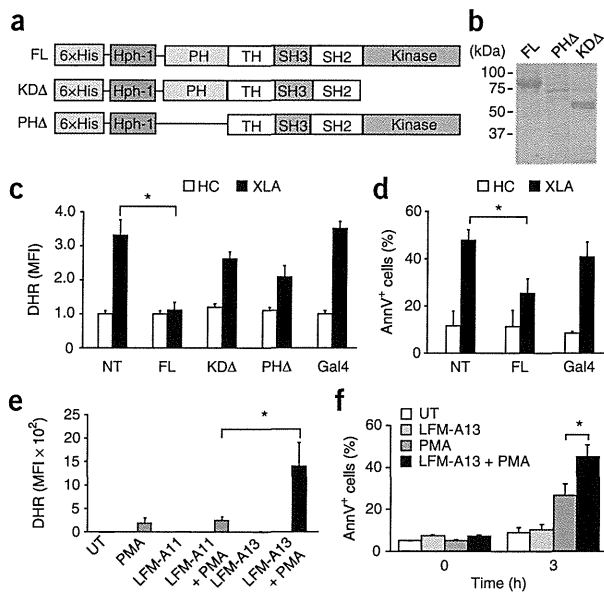 a
FL 6×His Hph-1 PH TH SH3 SH2 Kinase
KDΔ 6×His Hph-1 PH TH SH3 SH2
PHΔ 6×His Hph-1 TH SH3 SH2 Kinase
b
(kDa) FL PHΔ KDΔ
100
75
50
37
c
HC XLA
*
DHR (MFI)
4.0
3.0
2.0
1.0
0
NT FL KDΔ PHΔ Gal4
d
HC XLA
*
AnnV+ cells (%)
60
40
20
0
NT FL Gal4
e
*
DHR (MFI × 10²)
25
20
15
10
5
0
UT PMA LFM-A11 LFM-A11 + PMA LFM-A13 LFM-A13 + PMA
f
UT
LFM-A13
PMA
LFM-A13 + PMA
*
AnnV+ cells (%)
60
40
20
0
0 3
Time (h)